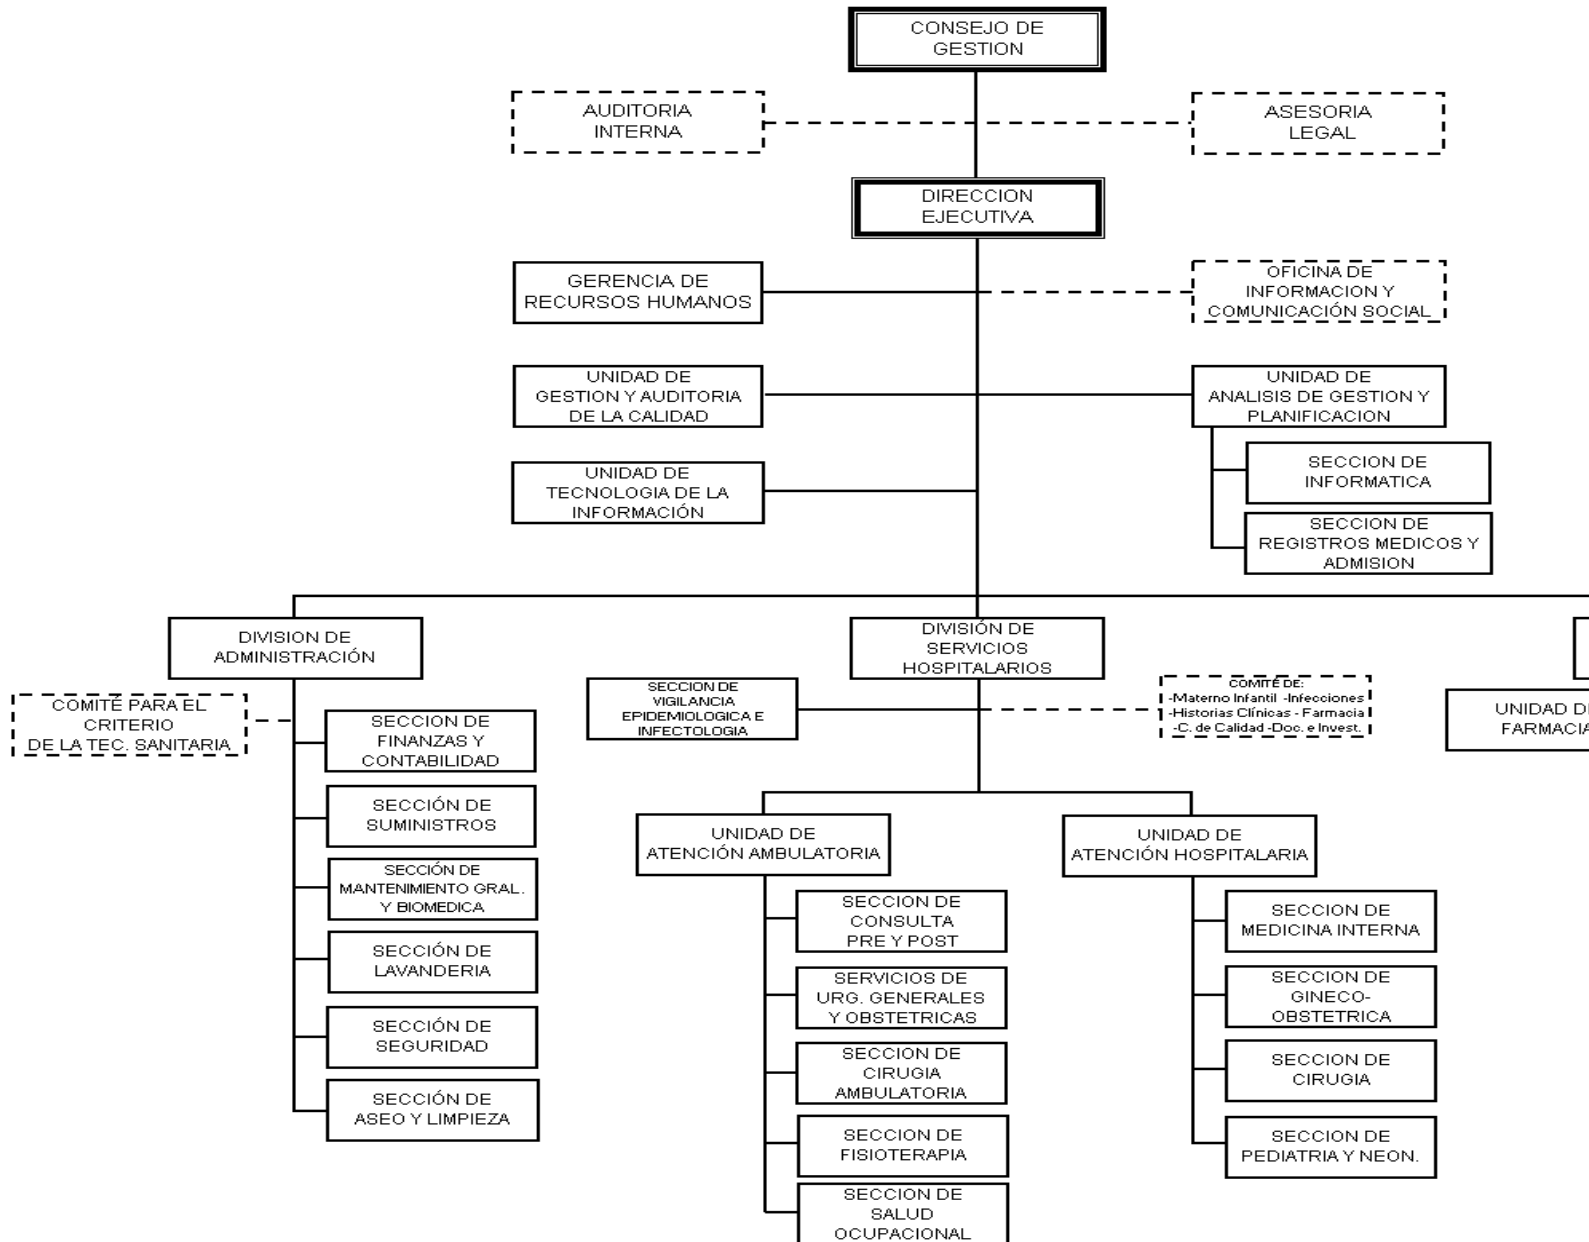 CONSEJO DE
GESTION
AUDITORIA
INTERNA
ASESORIA
LEGAL
DIRECCION
EJECUTIVA
GERENCIA DE
RECURSOS HUMANOS
OFICINA DE
INFORMACION Y
COMUNICACIÓN SOCIAL
UNIDAD DE
GESTION Y AUDITORIA
DE LA CALIDAD
UNIDAD DE
ANALISIS DE GESTION Y
PLANIFICACION
SECCION DE
INFORMATICA
UNIDAD DE
TECNOLOGIA DE LA
INFORMACIÓN
SECCION DE
REGISTROS MEDICOS Y
ADMISION
DIVISION DE
ADMINISTRACIÓN
DIVISIÓN DE
SERVICIOS
HOSPITALARIOS
COMITÉ PARA EL
CRITERIO
DE LA TEC. SANITARIA
SECCION DE
FINANZAS Y
CONTABILIDAD
SECCIÓN DE
SUMINISTROS
SECCIÓN DE
MANTENIMIENTO GRAL.
Y BIOMEDICA
SECCIÓN DE
LAVANDERIA
SECCIÓN DE
SEGURIDAD
SECCIÓN DE
ASEO Y LIMPIEZA
SECCION DE
VIGILANCIA
EPIDEMIOLOGICA E
INFECTOLOGIA
COMITÉ DE:
-Materno Infantil -Infecciones
-Historias Clínicas - Farmacia
-C. de Calidad -Doc. e Invest.
UNIDAD DE
FARMACIA
UNIDAD DE
ATENCIÓN AMBULATORIA
SECCION DE
CONSULTA
PRE Y POST
SERVICIOS DE
URG. GENERALES
Y OBSTETRICAS
SECCION DE
CIRUGIA
AMBULATORIA
SECCION DE
FISIOTERAPIA
SECCION DE
SALUD
OCUPACIONAL
UNIDAD DE
ATENCIÓN HOSPITALARIA
SECCION DE
MEDICINA INTERNA
SECCION DE
GINECO-
OBSTETRICA
SECCION DE
CIRUGIA
SECCION DE
PEDIATRIA Y NEON.